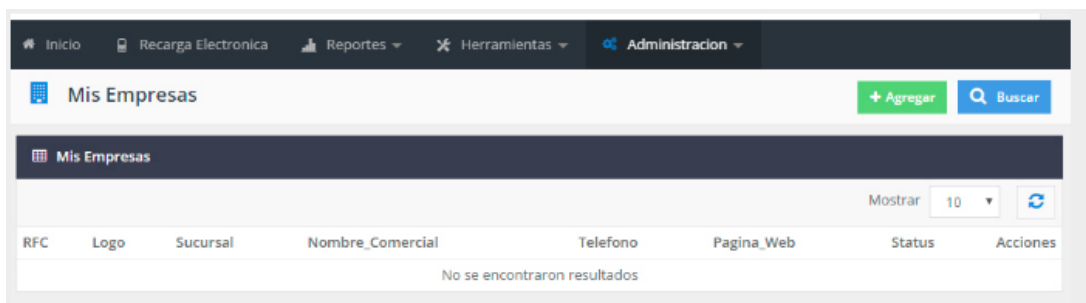 Inicio Recarga Electronica Reportes Herramientas Administracion
Mis Empresas + Agregar Buscar
Mis Empresas
Mostrar 10
RFC Logo Sucursal Nombre_Comercial Telefono Pagina_Web Status Acciones
No se encontraron resultados